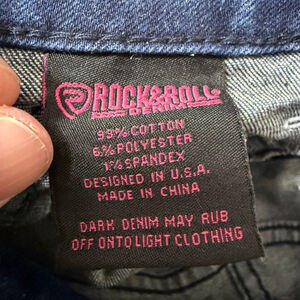 ROCK&ROLL
DENIM
93% COTTON
6% POLYESTER
1% SPANDEX
DESIGNED IN U.S.A.
MADE IN CHINA
DARK DENIM MAY RUB
OFF ONTO LIGHT CLOTHING